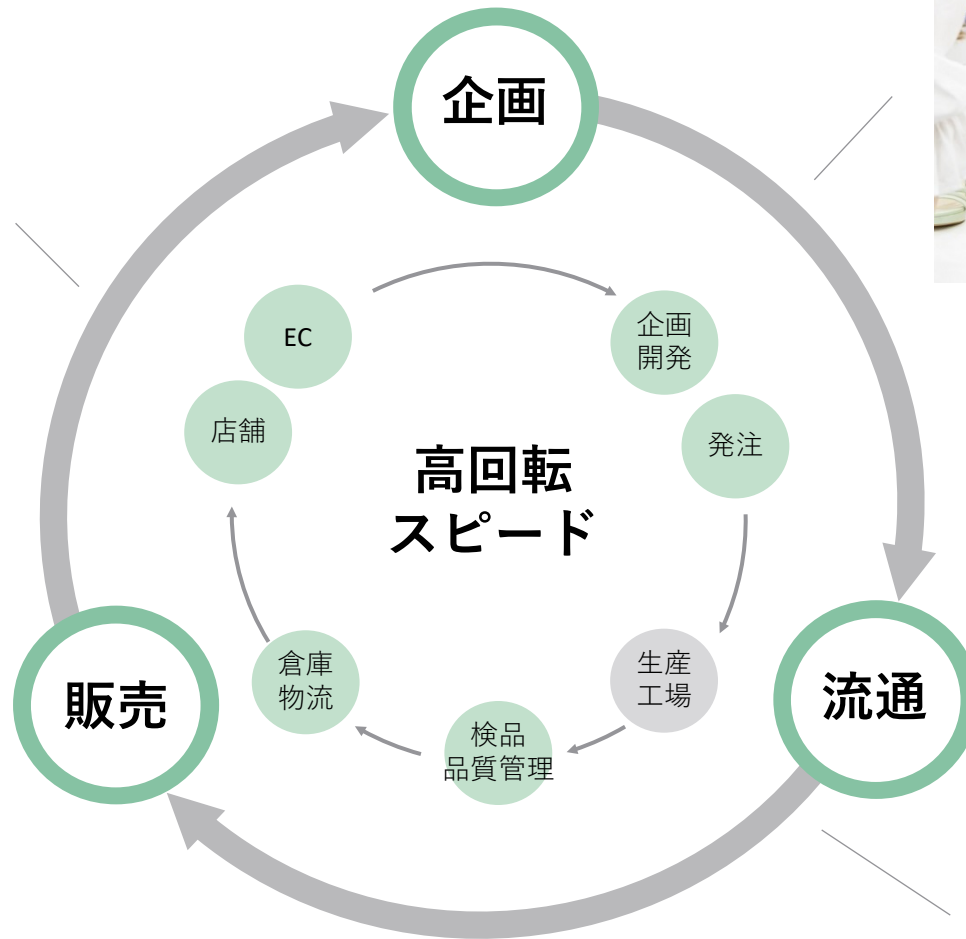 企画
EC
企画
開発
店舗
発注
高回転
スピード
倉庫
物流
生産
工場
販売
流通
検品
品質管理